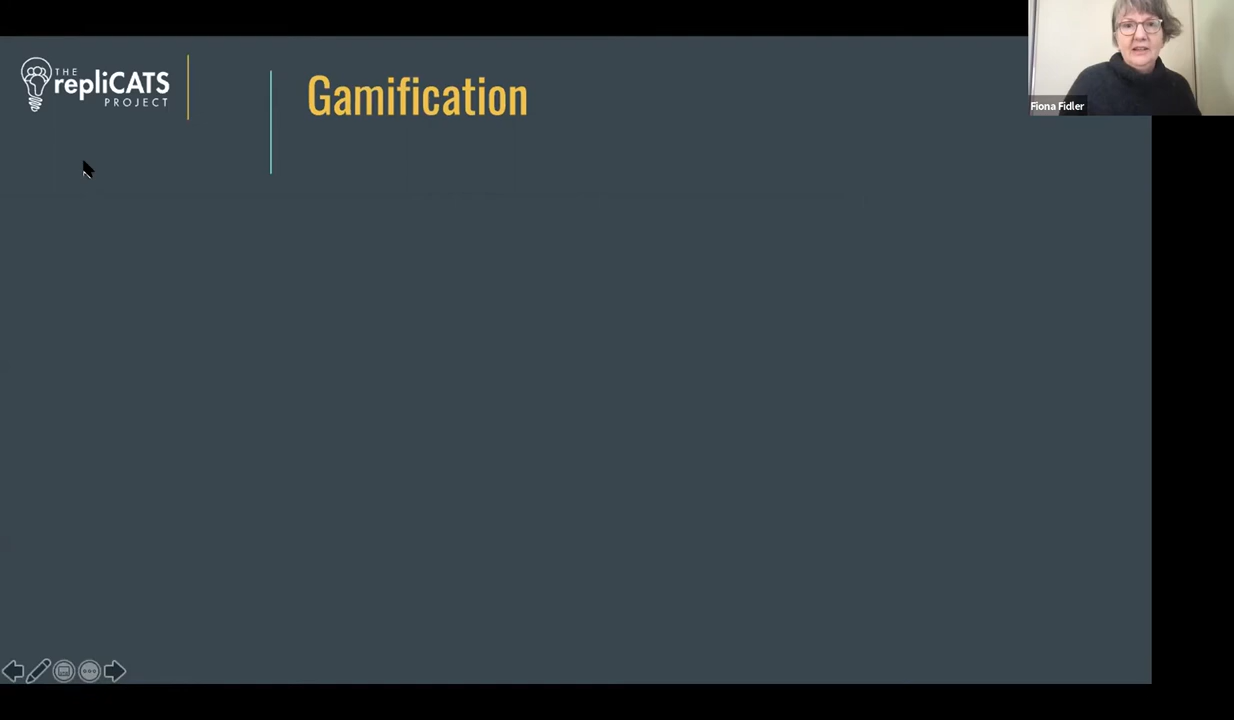 THE
repliCATS
PROJECT
Gamification
Fiona Fidler